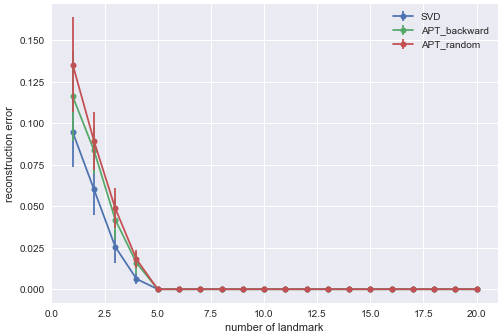 SVD
APT_backward
APT_random
reconstruction error
0.150
0.125
0.100
0.075
0.050
0.025
0.000
0.0 2.5 5.0 7.5 10.0 12.5 15.0 17.5 20.0
number of landmark